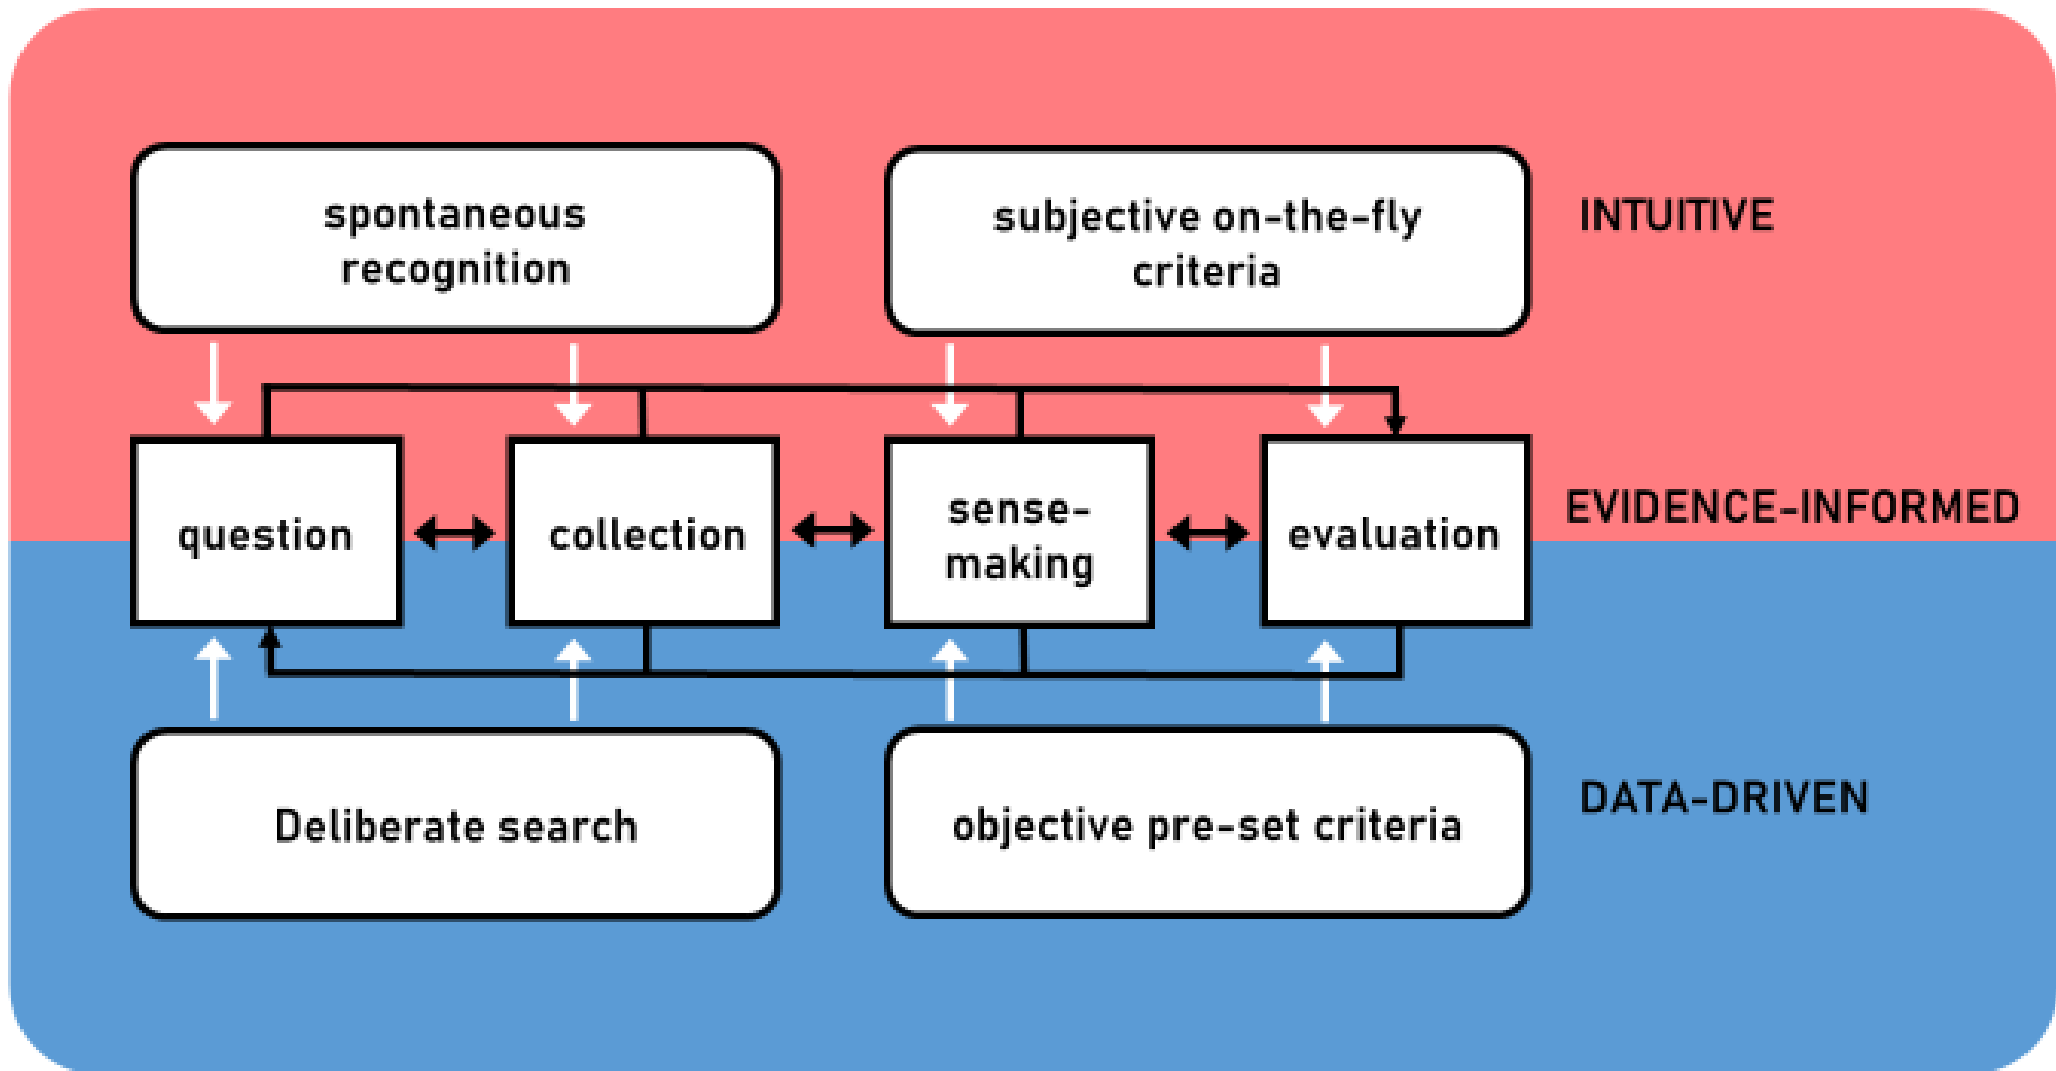 spontaneous
recognition
subjective on-the-fly
criteria
INTUITIVE
question
collection
sense-
making
evaluation
EVIDENCE-INFORMED
Deliberate search
objective pre-set criteria
DATA-DRIVEN